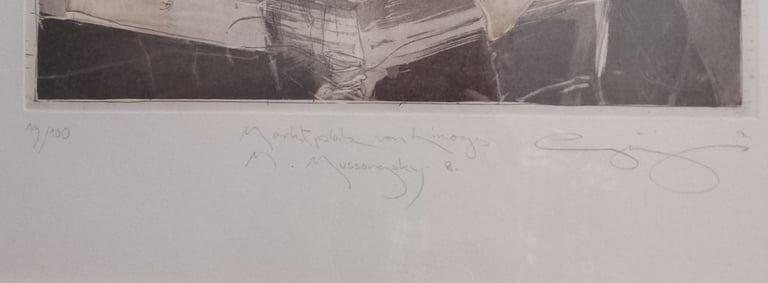 19/100 Marktplatz von Limoges
M. Mussorgsky 8.